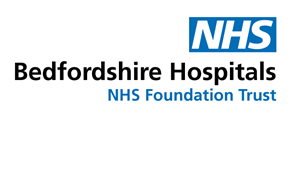 NHS
Bedfordshire Hospitals
NHS Foundation Trust